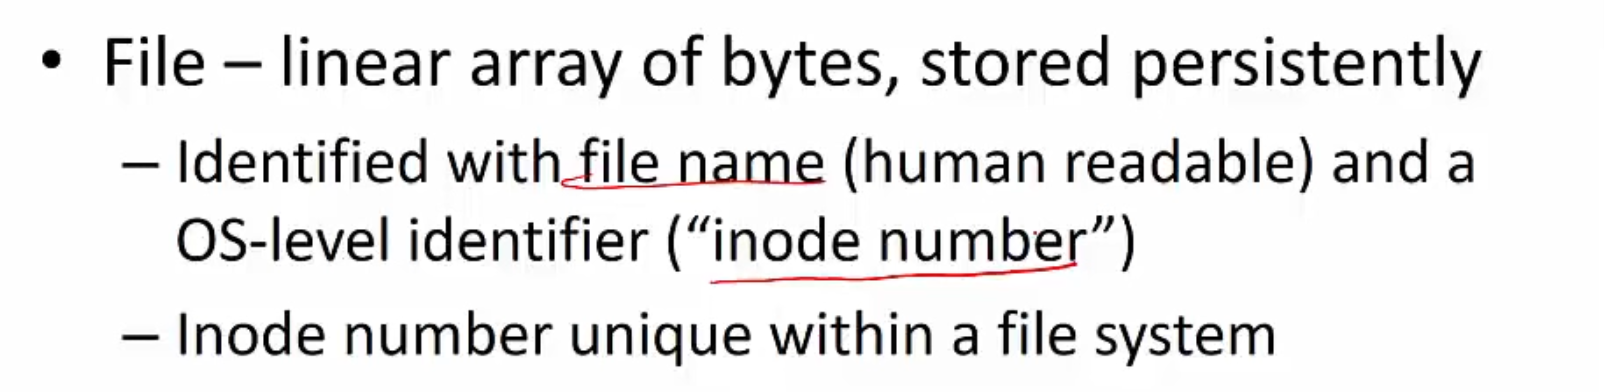 • File – linear array of bytes, stored persistently
– Identified with file name (human readable) and a
OS-level identifier (“inode number”)
– Inode number unique within a file system